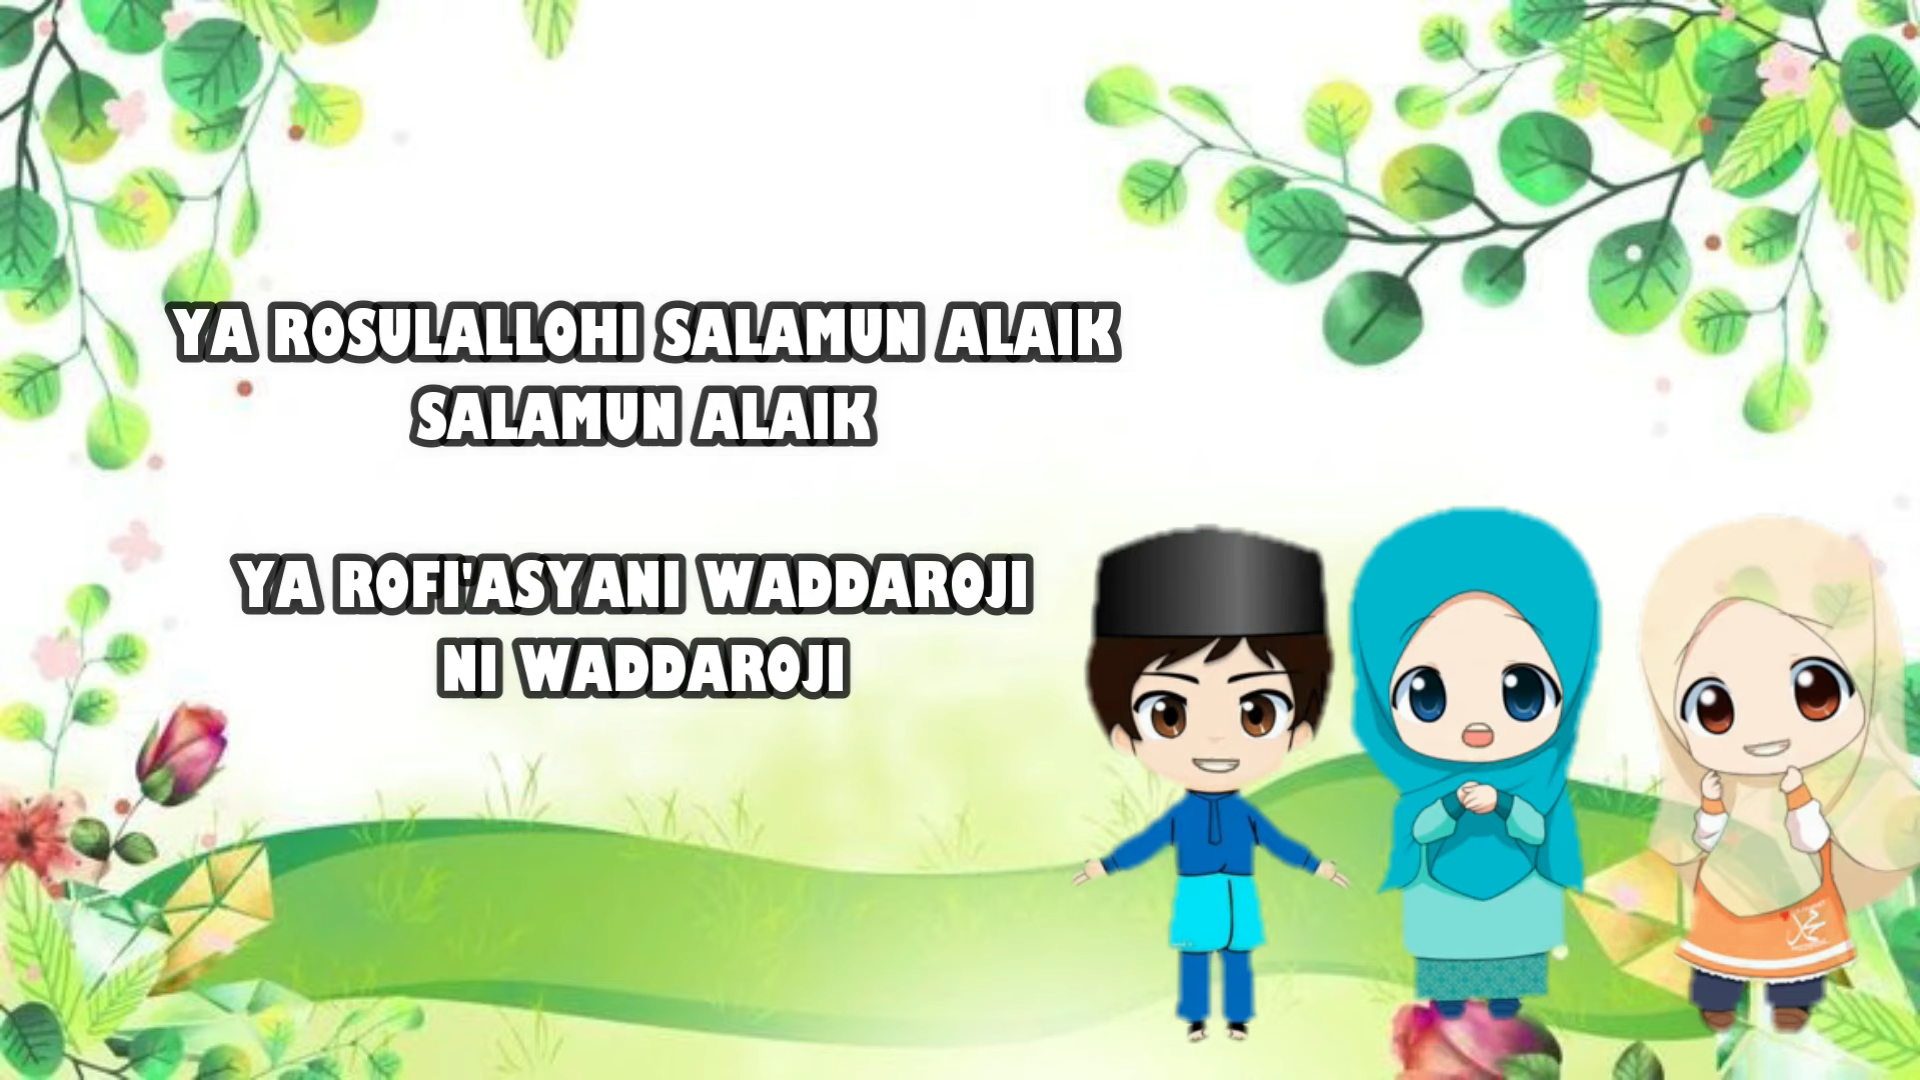 YA ROSULALLOHI SALAMUN ALAIK
SALAMUN ALAIK
YA ROFI'ASYANI WADDAROJI
NI WADDAROJI